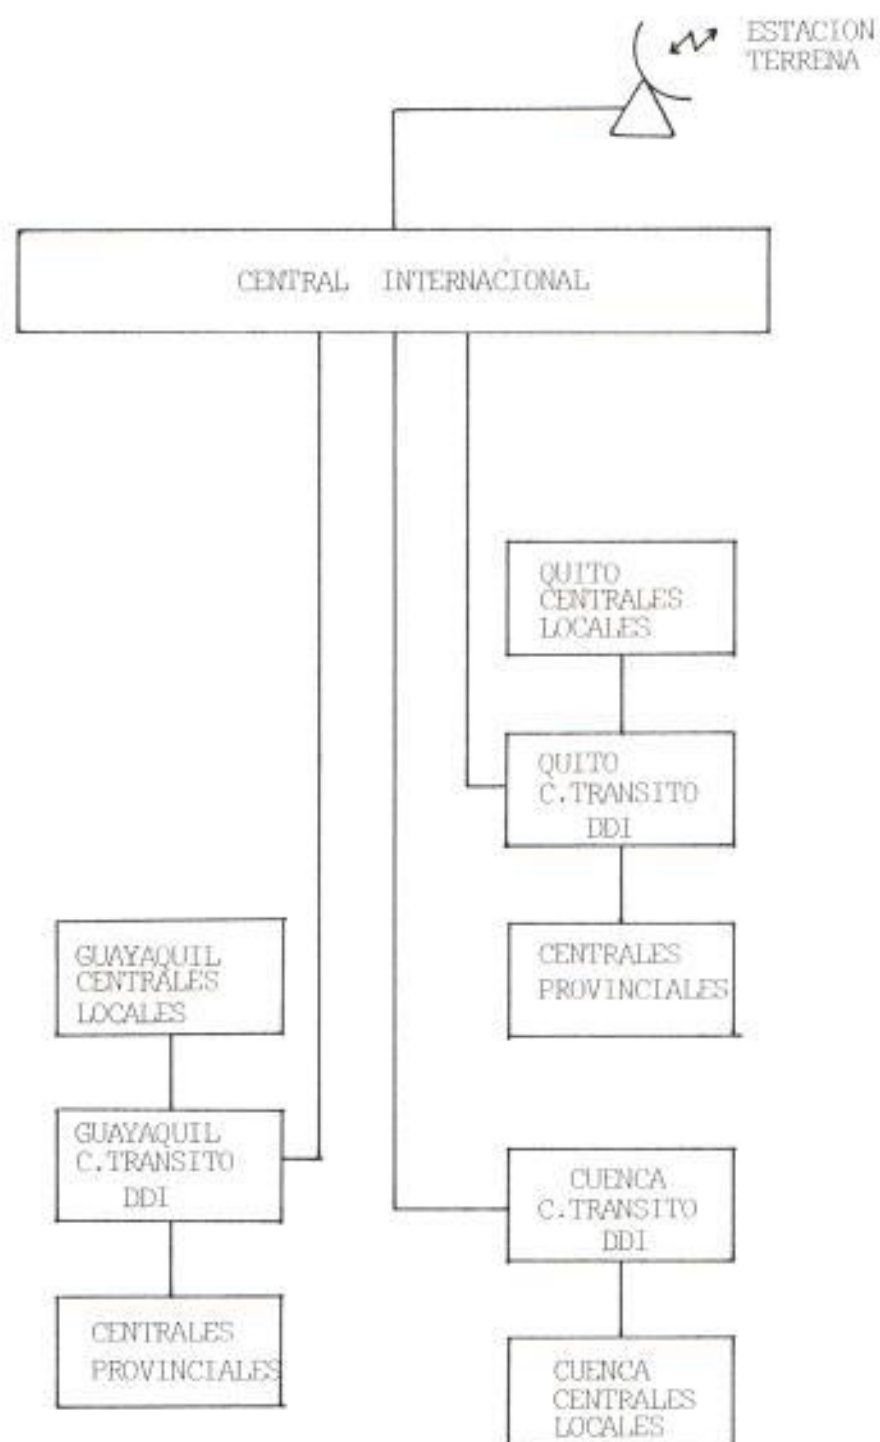 ESTACION
TERRENA
CENTRAL INTERNACIONAL
QUITO
CENTRALES
LOCALES
QUITO
C.TRANSITO
DDI
CENTRALES
PROVINCIALES
GUAYAQUIL
CENTRALES
LOCALES
GUAYAQUIL
C.TRANSITO
DDI
CENTRALES
PROVINCIALES
CUENCA
C.TRANSITO
DDI
CUENCA
CENTRALES
LOCALES